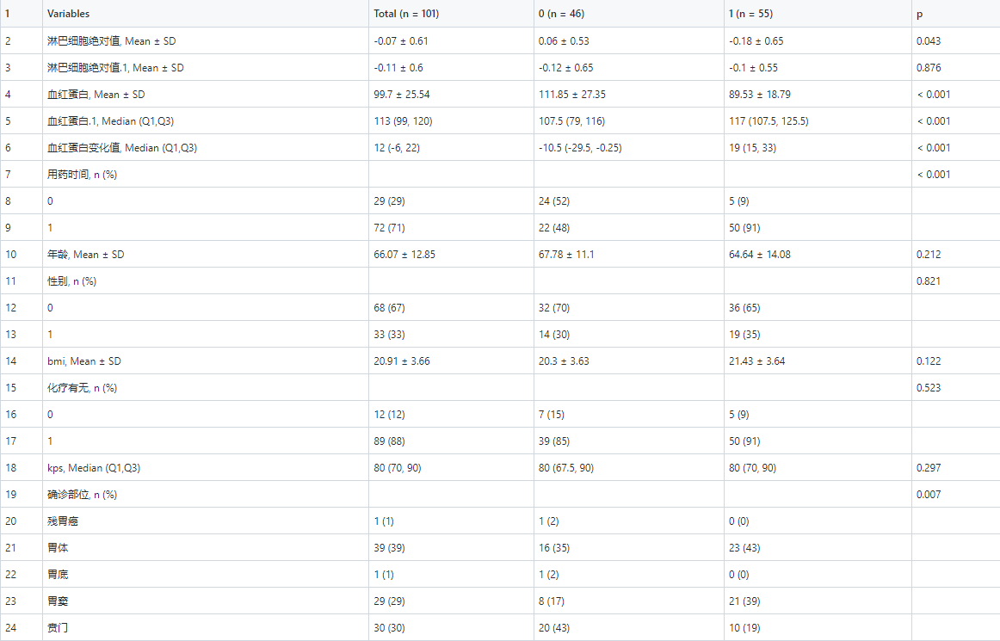 1 Variables Total (n = 101) 0 (n = 46) 1 (n = 55) p
2 淋巴细胞绝对值, Mean ± SD -0.07 ± 0.61 0.06 ± 0.53 -0.18 ± 0.65 0.043
3 淋巴细胞绝对值.1, Mean ± SD -0.11 ± 0.6 -0.12 ± 0.65 -0.1 ± 0.55 0.876
4 血红蛋白, Mean ± SD 99.7 ± 25.54 111.85 ± 27.35 89.53 ± 18.79 < 0.001
5 血红蛋白.1, Median (Q1,Q3) 113 (99, 120) 107.5 (79, 116) 117 (107.5, 125.5) < 0.001
6 血红蛋白变化值, Median (Q1,Q3) 12 (-6, 22) -10.5 (-29.5, -0.25) 19 (15, 33) < 0.001
7 用药时间, n (%) < 0.001
8 0 29 (29) 24 (52) 5 (9)
9 1 72 (71) 22 (48) 50 (91)
10 年龄, Mean ± SD 66.07 ± 12.85 67.78 ± 11.1 64.64 ± 14.08 0.212
11 性别, n (%) 0.821
12 0 68 (67) 32 (70) 36 (65)
13 1 33 (33) 14 (30) 19 (35)
14 bmi, Mean ± SD 20.91 ± 3.66 20.3 ± 3.63 21.43 ± 3.64 0.122
15 化疗有无, n (%) 0.523
16 0 12 (12) 7 (15) 5 (9)
17 1 89 (88) 39 (85) 50 (91)
18 kps, Median (Q1,Q3) 80 (70, 90) 80 (67.5, 90) 80 (70, 90) 0.297
19 确诊部位, n (%) 0.007
20 残胃癌 1 (1) 1 (2) 0 (0)
21 胃体 39 (39) 16 (35) 23 (43)
22 胃底 1 (1) 1 (2) 0 (0)
23 胃窦 29 (29) 8 (17) 21 (39)
24 贲门 30 (30) 20 (43) 10 (19)